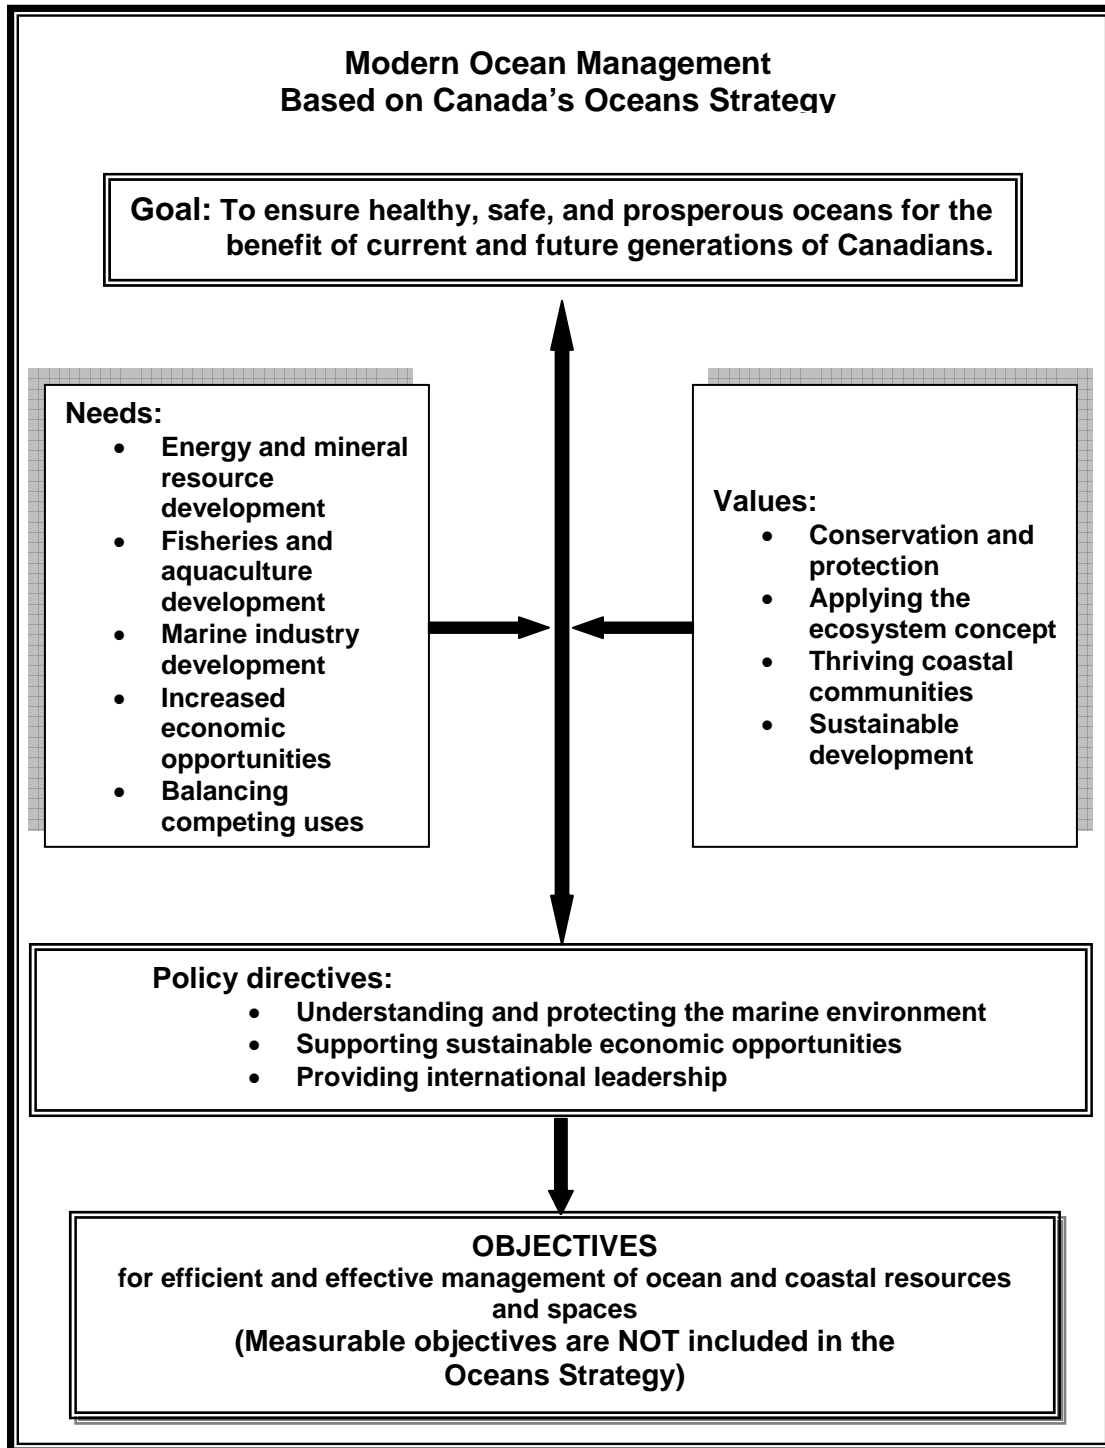 Modern Ocean Management
Based on Canada's Oceans Strategy
Goal: To ensure healthy, safe, and prosperous oceans for the
benefit of current and future generations of Canadians.
Needs:
• Energy and mineral
resource
development
• Fisheries and
aquaculture
development
• Marine industry
development
• Increased
economic
opportunities
• Balancing
competing uses
Values:
• Conservation and
protection
• Applying the
ecosystem concept
• Thriving coastal
communities
• Sustainable
development
Policy directives:
• Understanding and protecting the marine environment
• Supporting sustainable economic opportunities
• Providing international leadership
OBJECTIVES
for efficient and effective management of ocean and coastal resources
and spaces
(Measurable objectives are NOT included in the
Oceans Strategy)